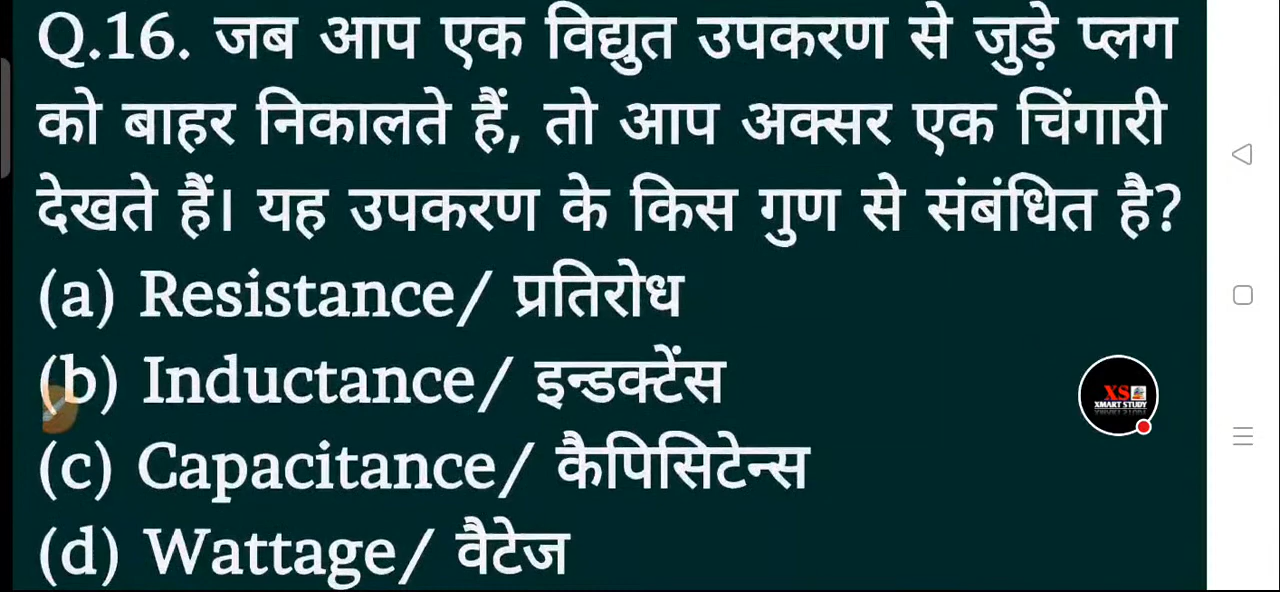 Q.16. जब आप एक विद्युत उपकरण से जुड़े प्लग
को बाहर निकालते हैं, तो आप अक्सर एक चिंगारी
देखते हैं। यह उपकरण के किस गुण से संबंधित है?
(a) Resistance/ प्रतिरोध
(b) Inductance/ इन्डक्टेंस
(c) Capacitance/ कैपिसिटेन्स
(d) Wattage/ वैटेज
XS
XMART STUDY